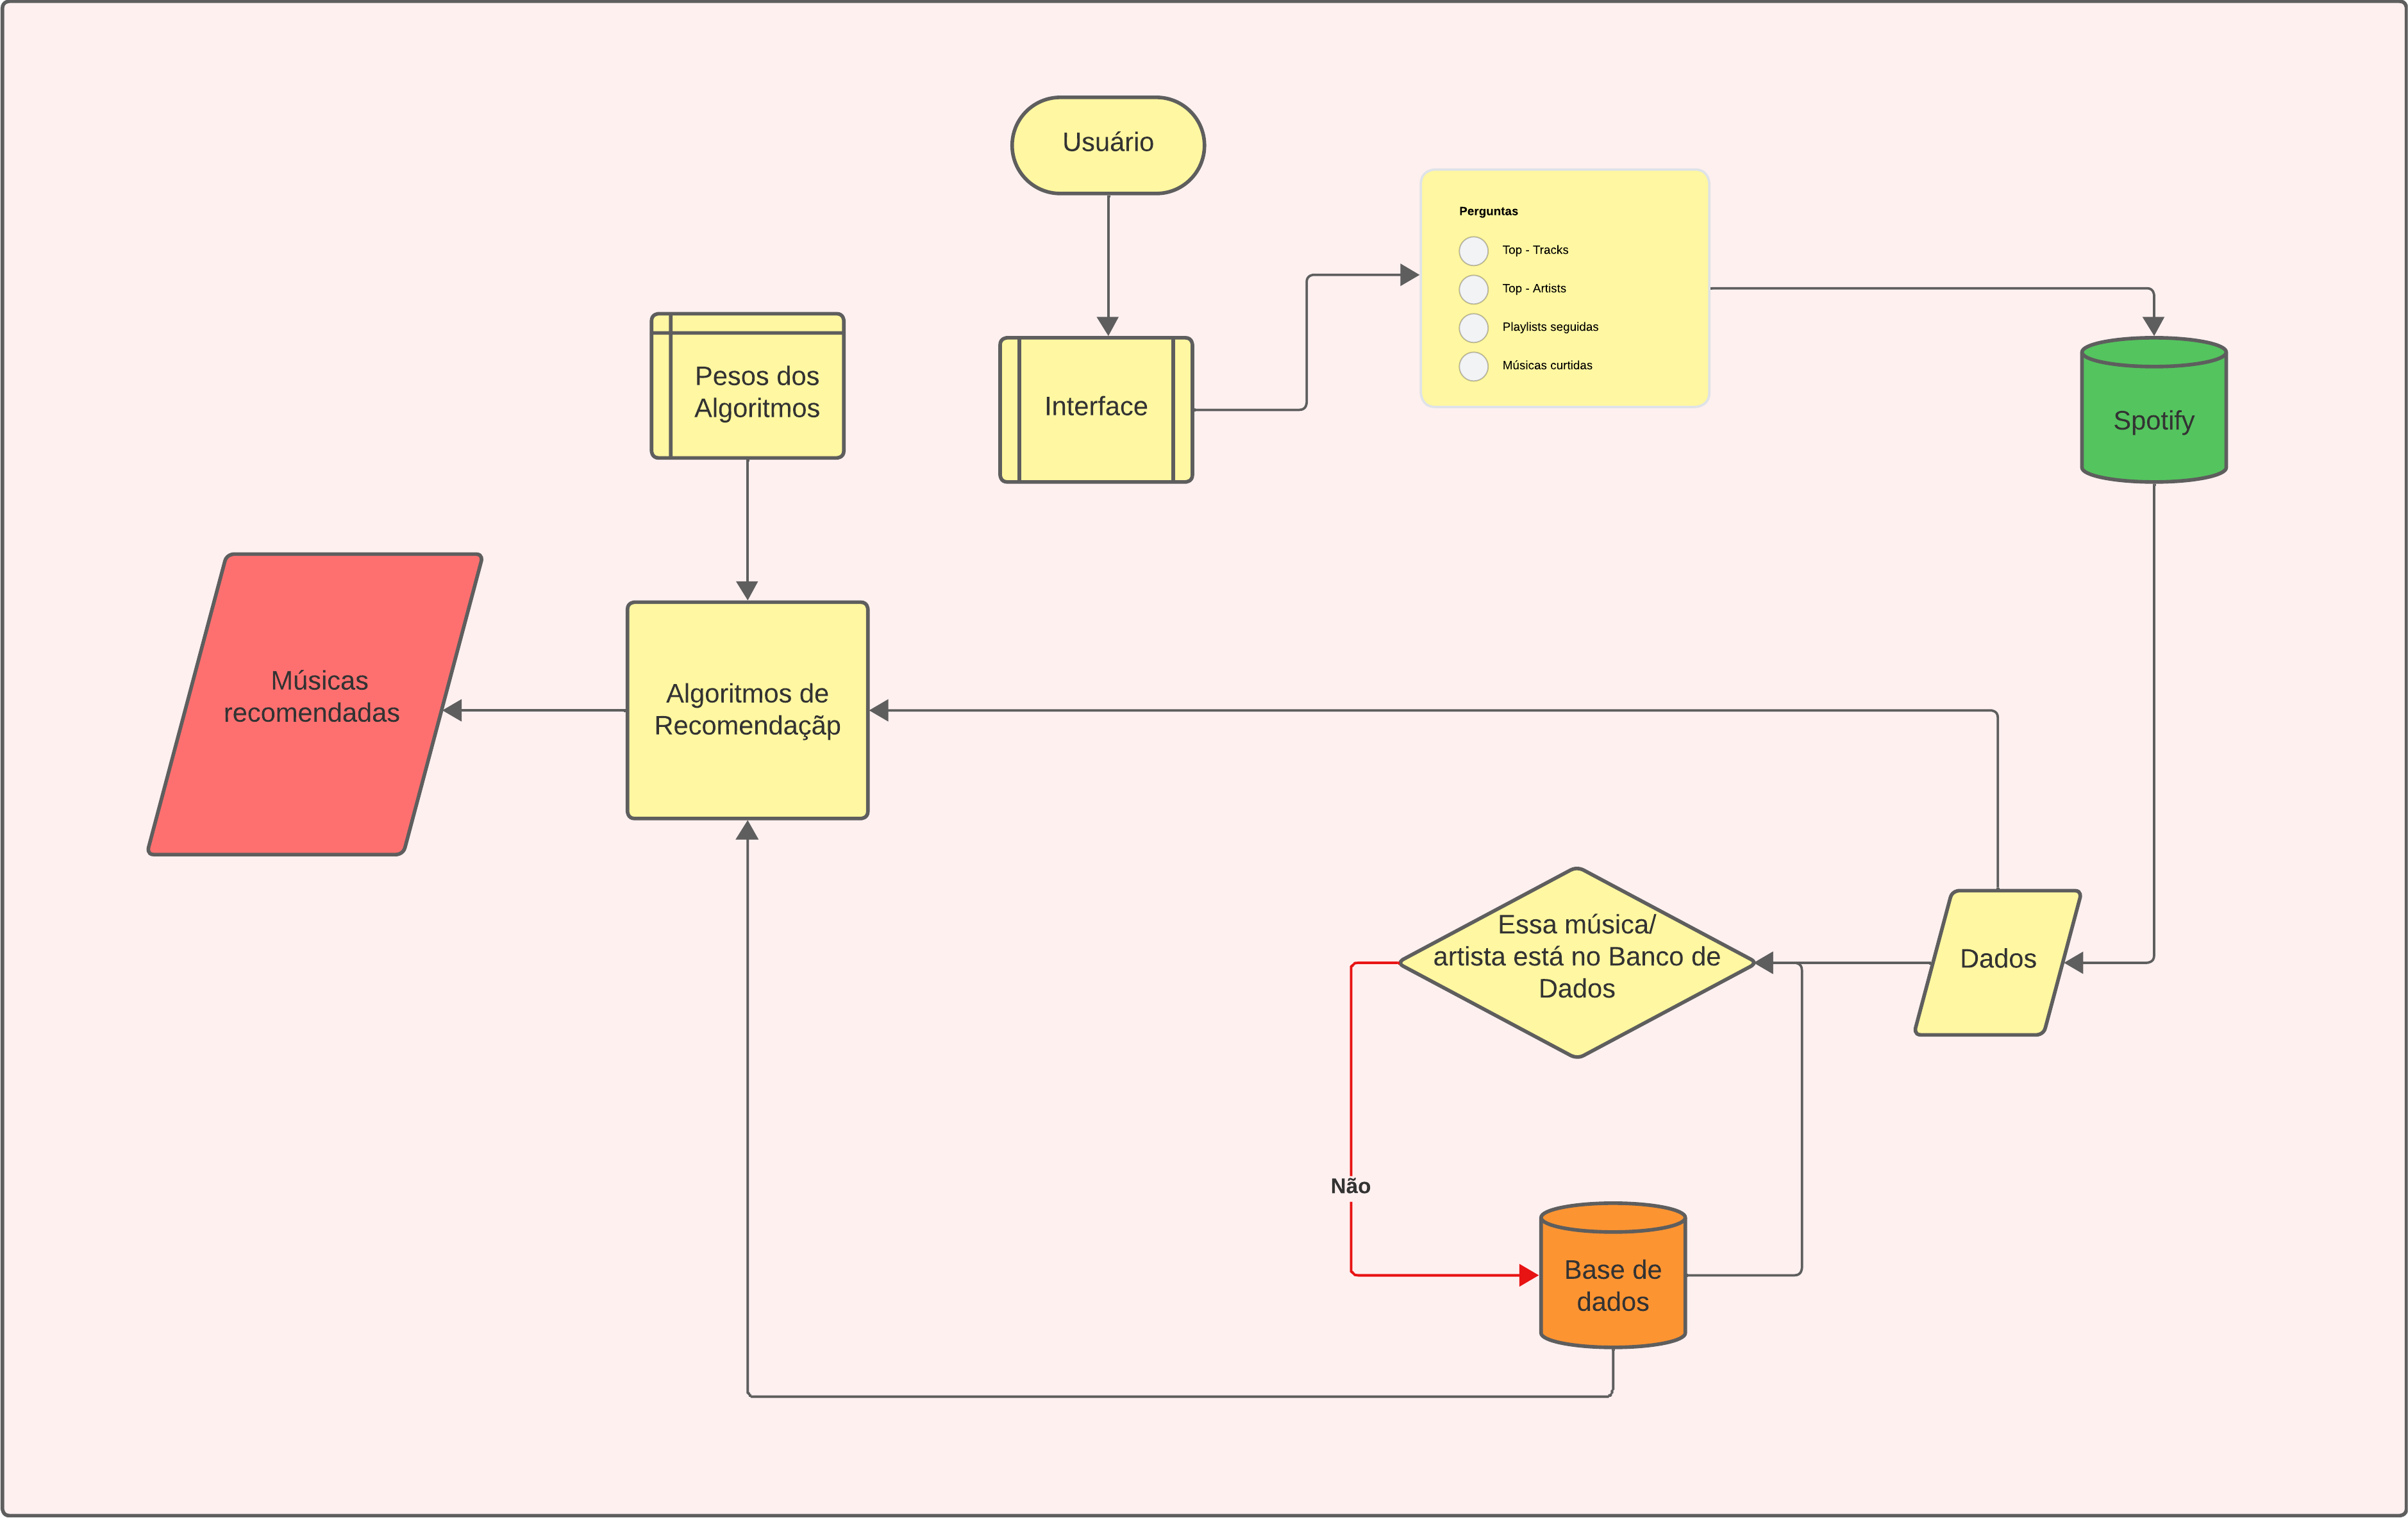 Usuário
Perguntas
Top - Tracks
Top - Artists
Playlists seguidas
Músicas curtidas
Pesos dos
Algoritmos
Interface
Spotify
Músicas
recomendadas
Algoritmos de
Recomendaçãp
Essa música/
artista está no Banco de
Dados
Dados
Não
Base de
dados